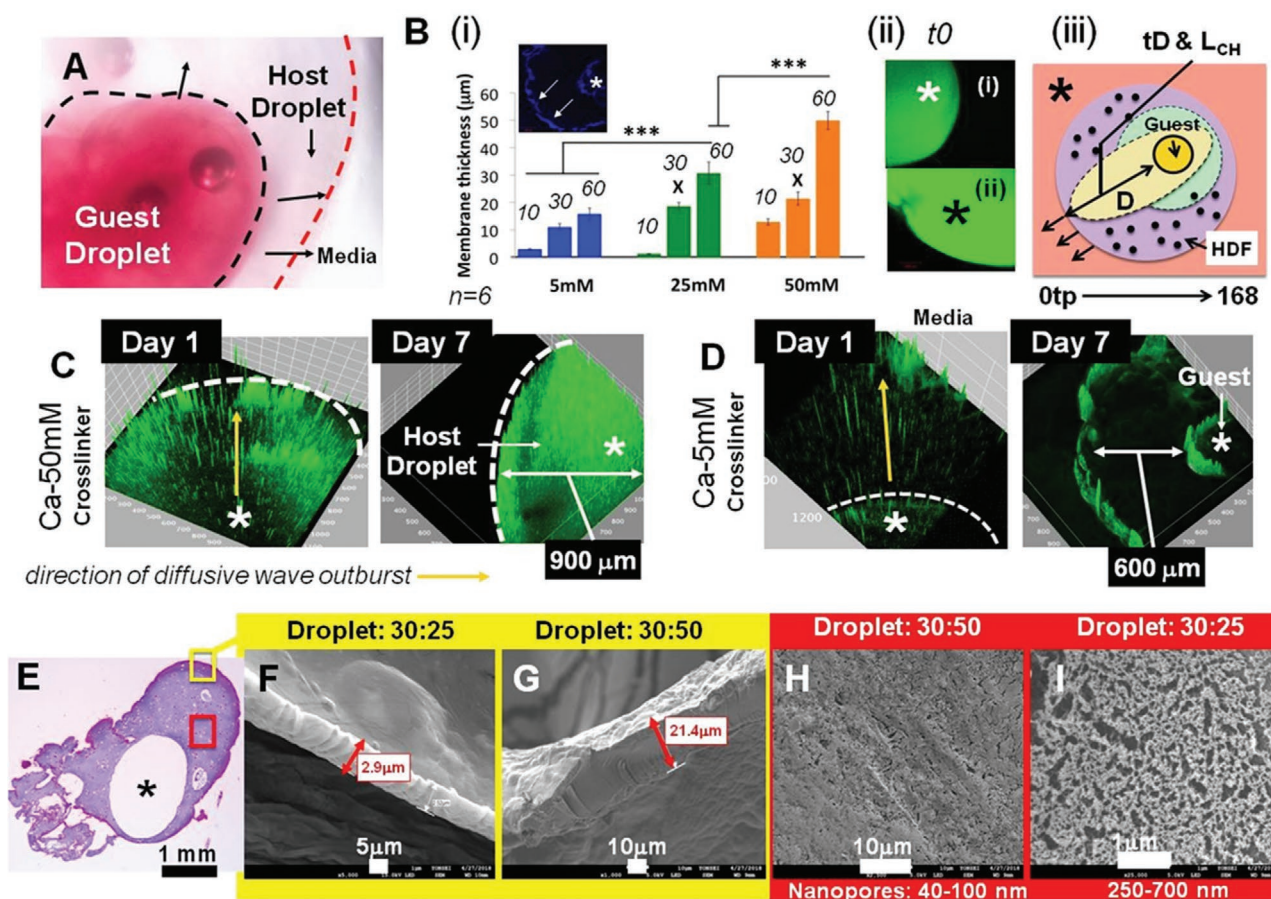 A
Host
Droplet
Guest
Droplet
Media
B (i)
Membrane thickness (μm)
60
50
40
30
20
10
0
*
***
***
10
30
60
10
30
60
10
30
60
X
X
5mM
25mM
50mM
n=6
(ii) t0
* (i)
(ii)
*
(iii)
tD & LCH
*
Guest
D
HDF
0tp 168
C
Ca-50mM
Crosslinker
Day 1
*
Day 7
Host
Droplet
*
900 μm
direction of diffusive wave outburst
D
Ca-5mM
Crosslinker
Media
Day 1
1200
*
Day 7
Guest
*
600 μm
E
*
1 mm
Droplet: 30:25
F
2.9μm
5μm
Droplet: 30:50
G
21.4μm
10μm
Droplet: 30:50
H
10μm
Nanopores: 40-100 nm
Droplet: 30:25
I
1μm
250-700 nm